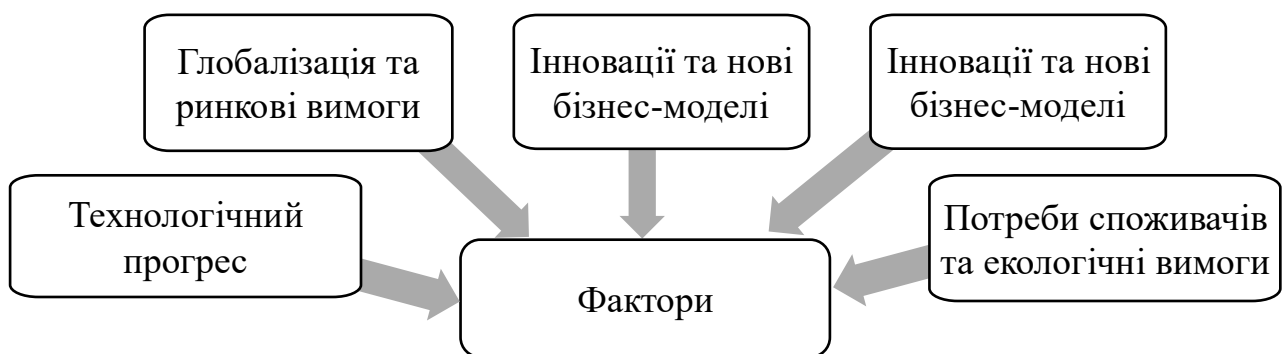 Глобалізація та
ринкові вимоги
Інновації та нові
бізнес-моделі
Інновації та нові
бізнес-моделі
Технологічний
прогрес
Потреби споживачів
та екологічні вимоги
Фактори